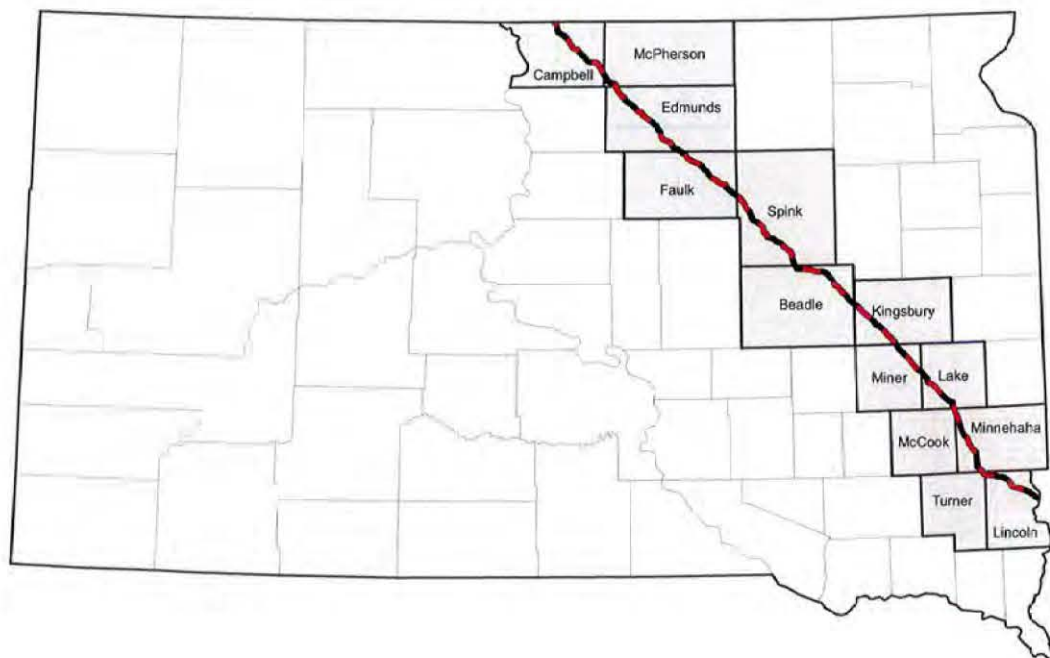 McPherson
Campbell
Edmunds
Faulk
Spink
Beadle
Kingsbury
Miner
Lake
McCook
Minnehaha
Turner
Lincoln